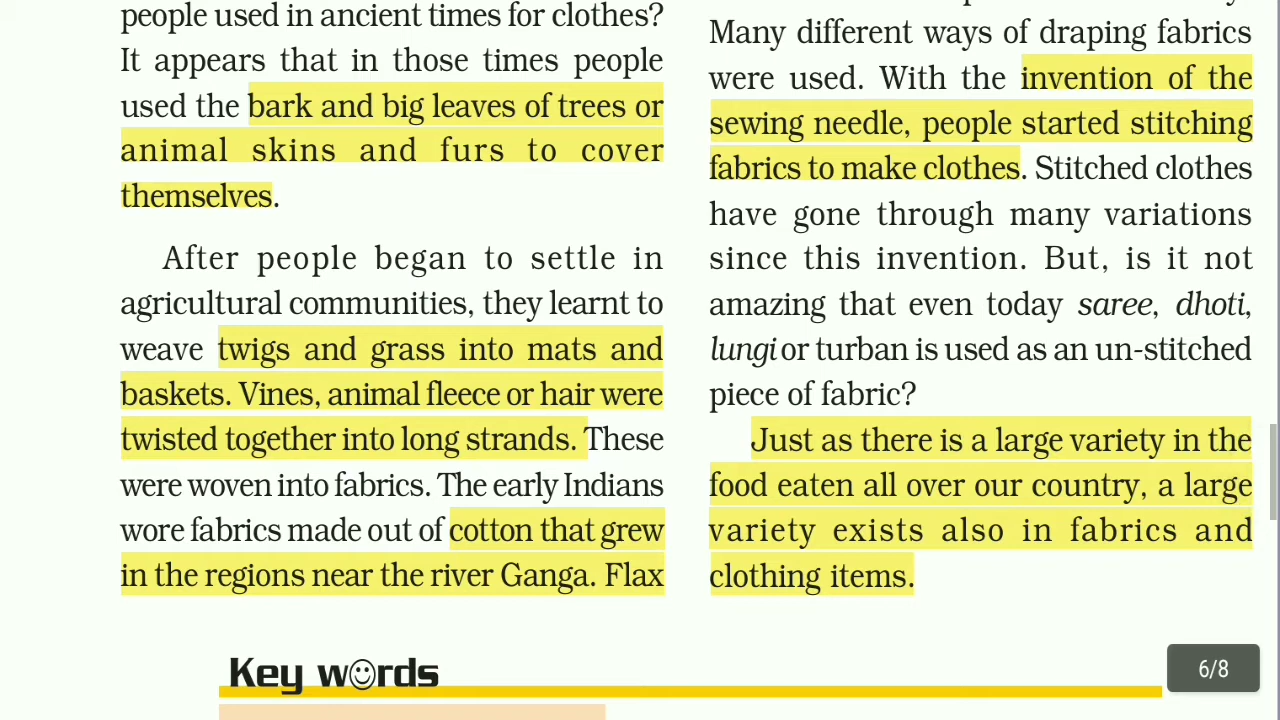 people used in ancient times for clothes?
It appears that in those times people
used the bark and big leaves of trees or
animal skins and furs to cover
themselves.
After people began to settle in
agricultural communities, they learnt to
weave twigs and grass into mats and
baskets. Vines, animal fleece or hair were
twisted together into long strands. These
were woven into fabrics. The early Indians
wore fabrics made out of cotton that grew
in the regions near the river Ganga. Flax
Many different ways of draping fabrics
were used. With the invention of the
sewing needle, people started stitching
fabrics to make clothes. Stitched clothes
have gone through many variations
since this invention. But, is it not
amazing that even today saree, dhoti,
lungi or turban is used as an un-stitched
piece of fabric?
Just as there is a large variety in the
food eaten all over our country, a large
variety exists also in fabrics and
clothing items.
Key words
6/8